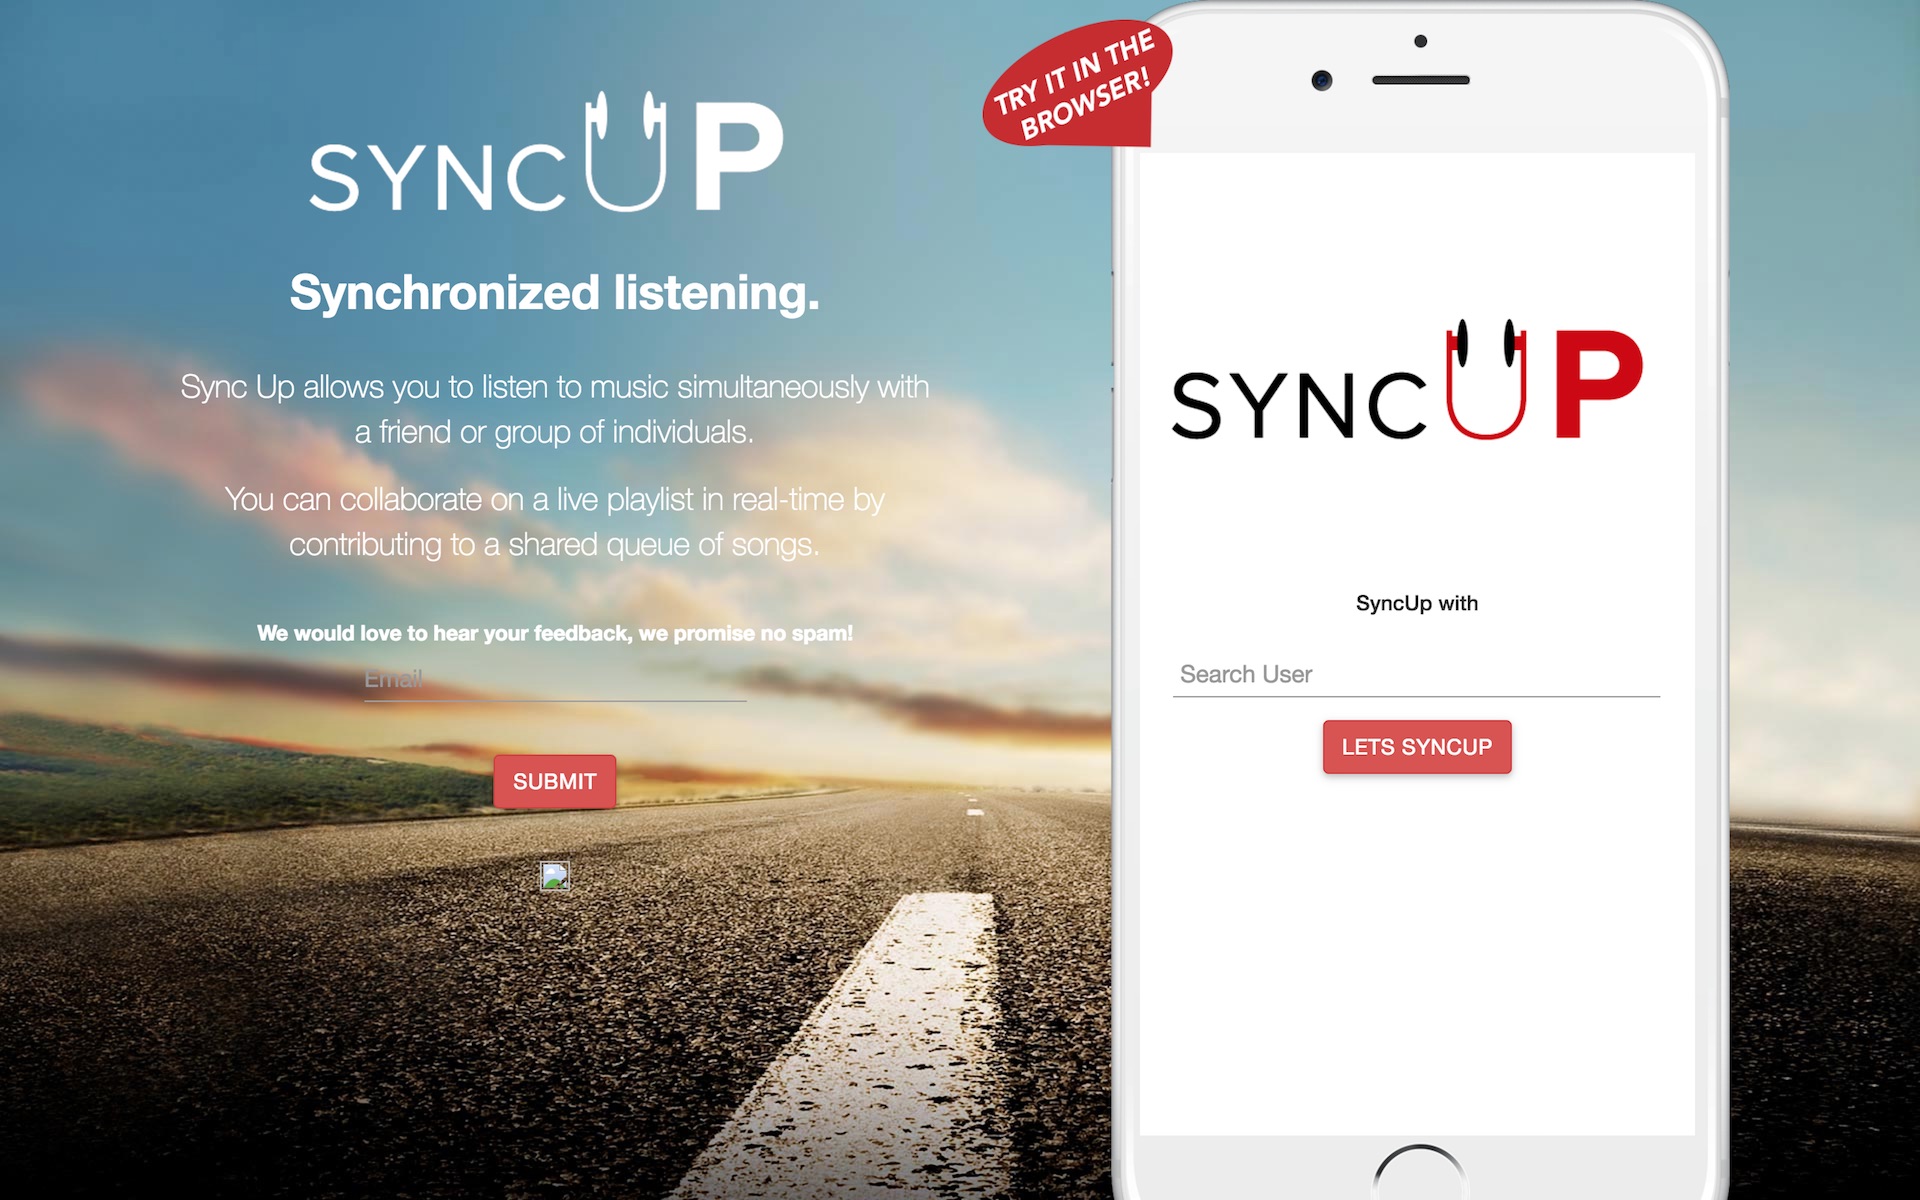 SYNCUP
Synchronized listening.
Sync Up allows you to listen to music simultaneously with
a friend or group of individuals.
You can collaborate on a live playlist in real-time by
contributing to a shared queue of songs.
We would love to hear your feedback, we promise no spam!
Email
SUBMIT
TRY IT IN THE
BROWSER!
SYNCUP
SyncUp with
Search User
LETS SYNCUP